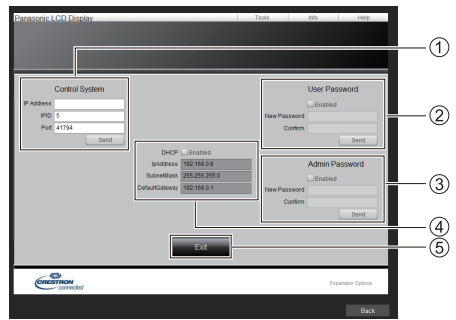 Panasonic LCD Display
Tools Info Help
Control System
IP Address
IPID 5
Port 41794
Send
User Password
Enabled
New Password
Confirm
Send
DHCP Enabled
IpAddress 192.168.0.8
SubnetMask 255.255.255.0
DefaultGateway 192.168.0.1
Admin Password
Enabled
New Password
Confirm
Send
Exit
CRESTRON
connected
Expansion Options
Back
1
2
3
4
5